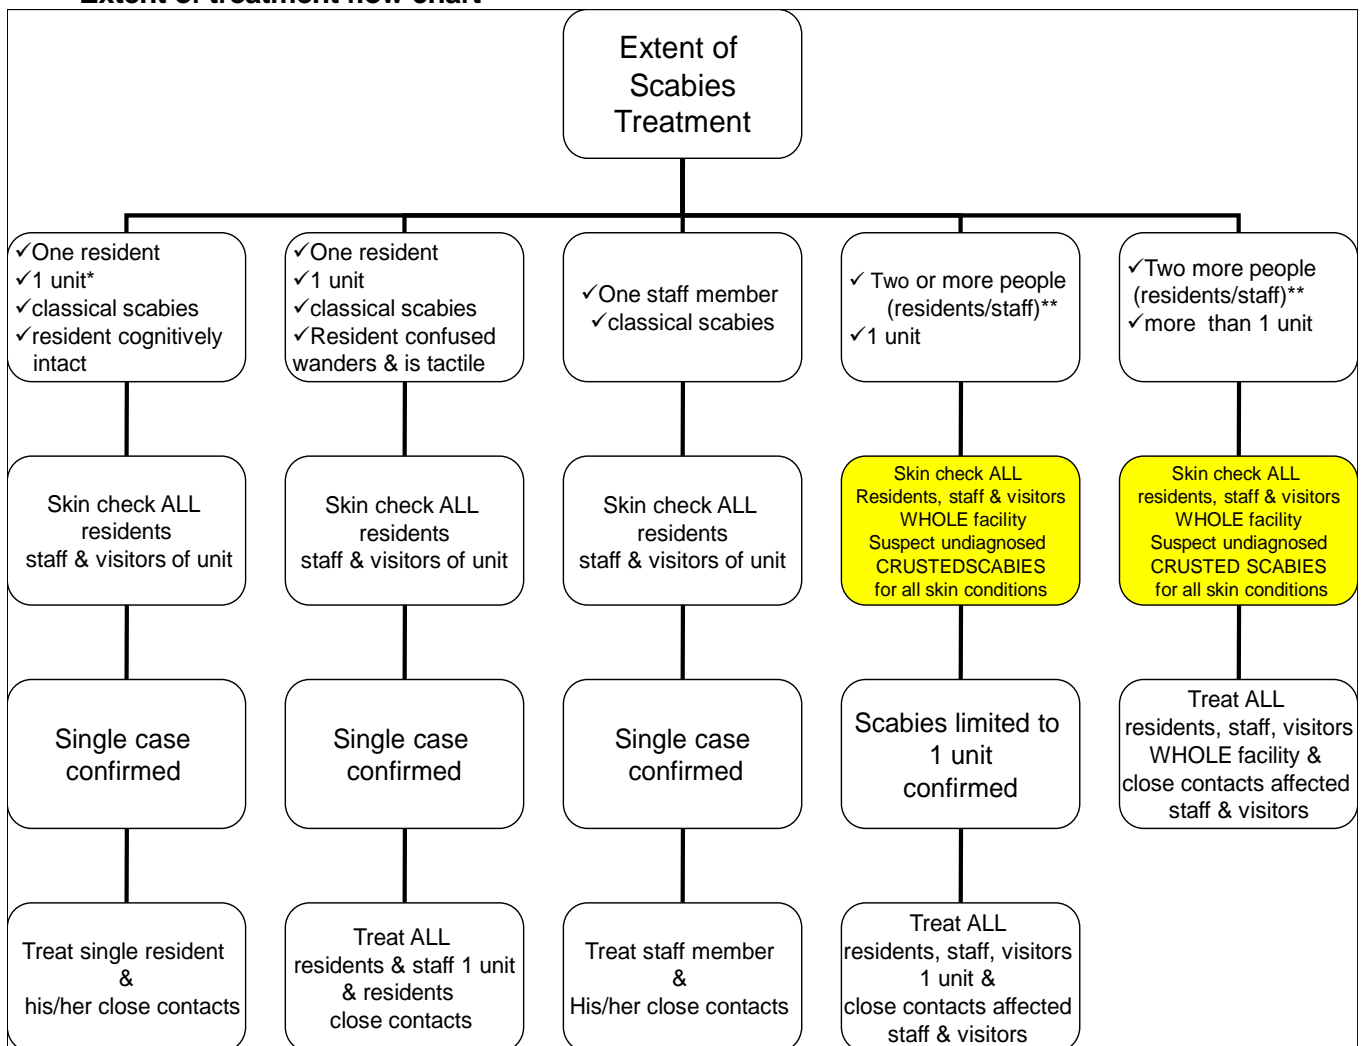 Extent of treatment flow chart
Extent of
Scabies
Treatment
✓One resident
✓1 unit*
✓classical scabies
✓resident cognitively
intact
✓One resident
✓1 unit
✓classical scabies
✓Resident confused
wanders & is tactile
✓One staff member
✓classical scabies
✓ Two or more people
(residents/staff)**
✓1 unit
✓Two more people
(residents/staff)**
✓more than 1 unit
Skin check ALL
residents
staff & visitors of unit
Skin check ALL
residents
staff & visitors of unit
Skin check ALL
residents
staff & visitors of unit
Skin check ALL
Residents, staff & visitors
WHOLE facility
Suspect undiagnosed
CRUSTEDSCABIES
for all skin conditions
Skin check ALL
residents, staff & visitors
WHOLE facility
Suspect undiagnosed
CRUSTED SCABIES
for all skin conditions
Single case
confirmed
Single case
confirmed
Single case
confirmed
Scabies limited to
1 unit
confirmed
Treat ALL
residents, staff, visitors
WHOLE facility &
close contacts affected
staff & visitors
Treat single resident
&
his/her close contacts
Treat ALL
residents & staff 1 unit
& residents
close contacts
Treat staff member
&
His/her close contacts
Treat ALL
residents, staff, visitors
1 unit &
close contacts affected
staff & visitors